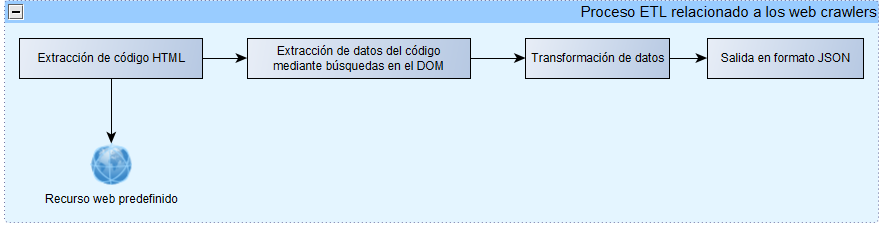 Proceso ETL relacionado a los web crawlers
Extracción de código HTML
Extracción de datos del código
mediante búsquedas en el DOM
Transformación de datos
Salida en formato JSON
Recurso web predefinido